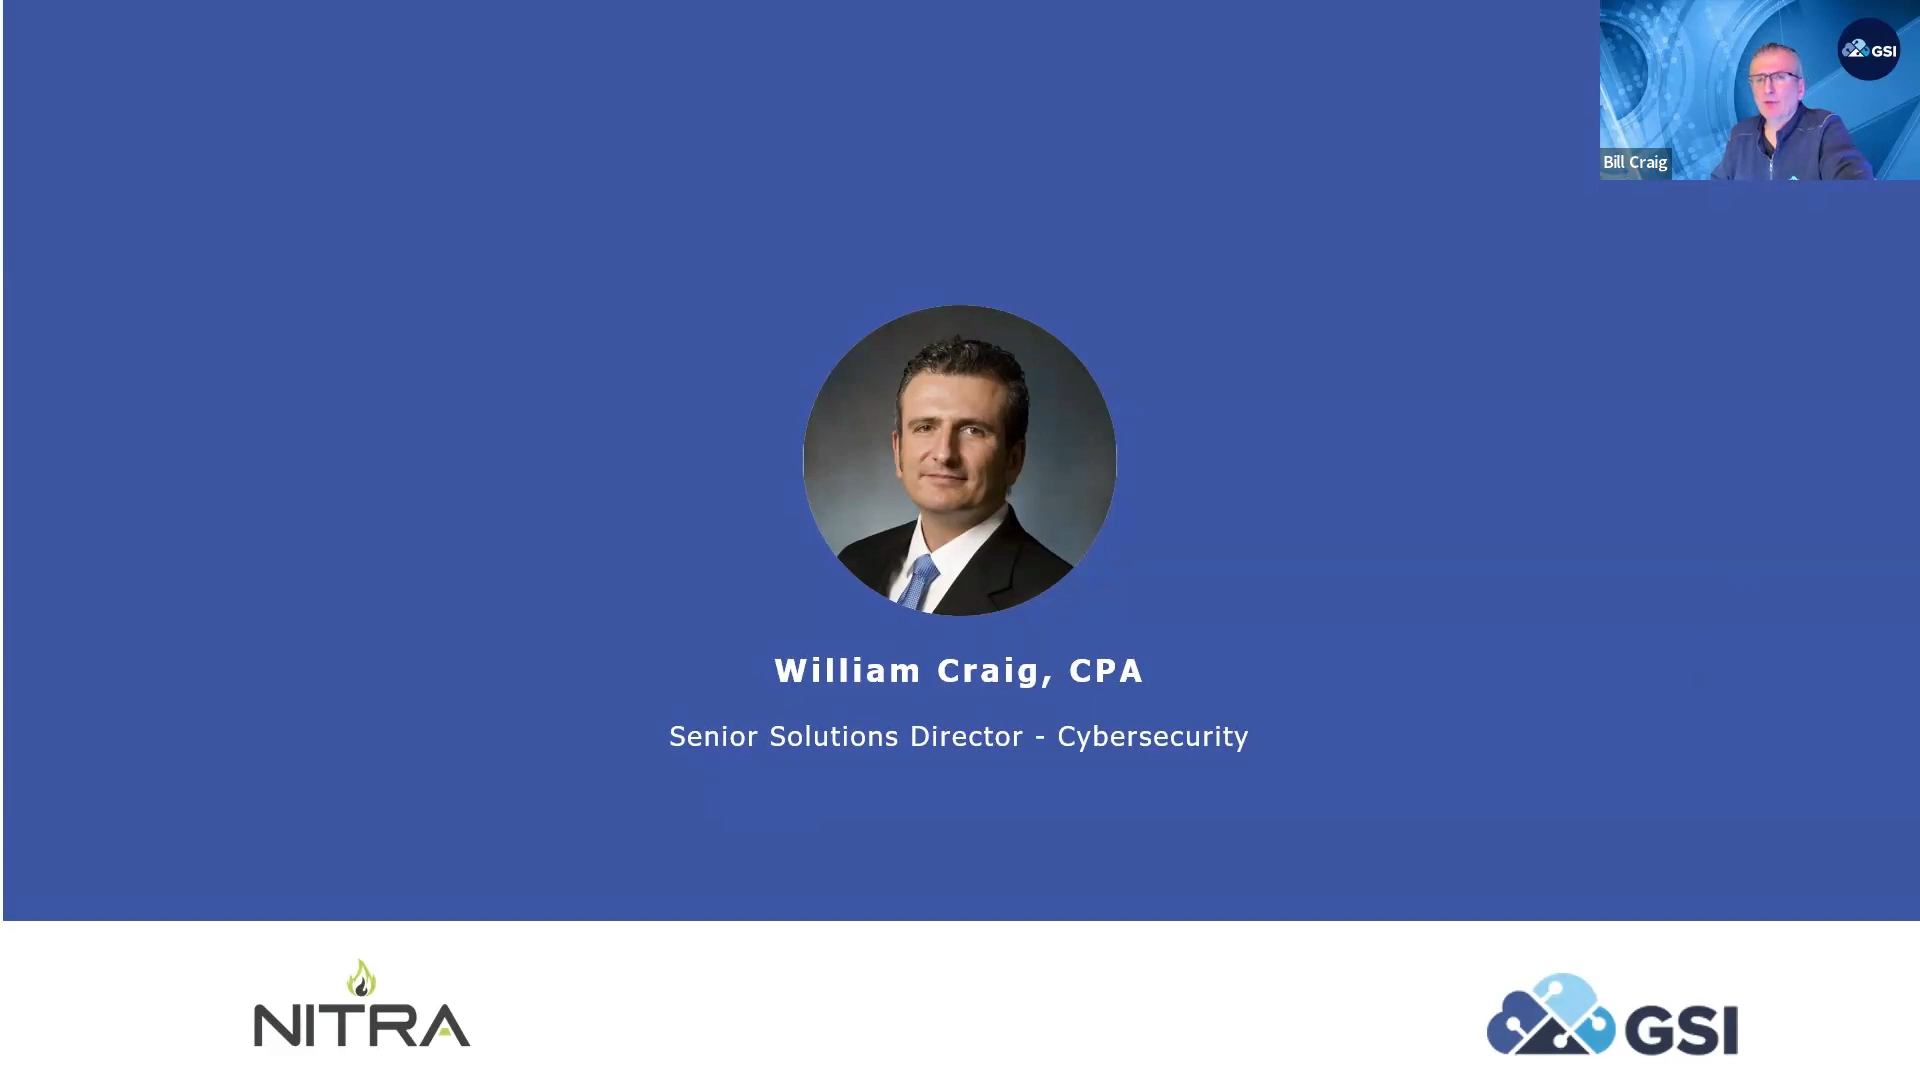 GSI
Bill Craig
William Craig, CPA
Senior Solutions Director - Cybersecurity
NITRA
GSI